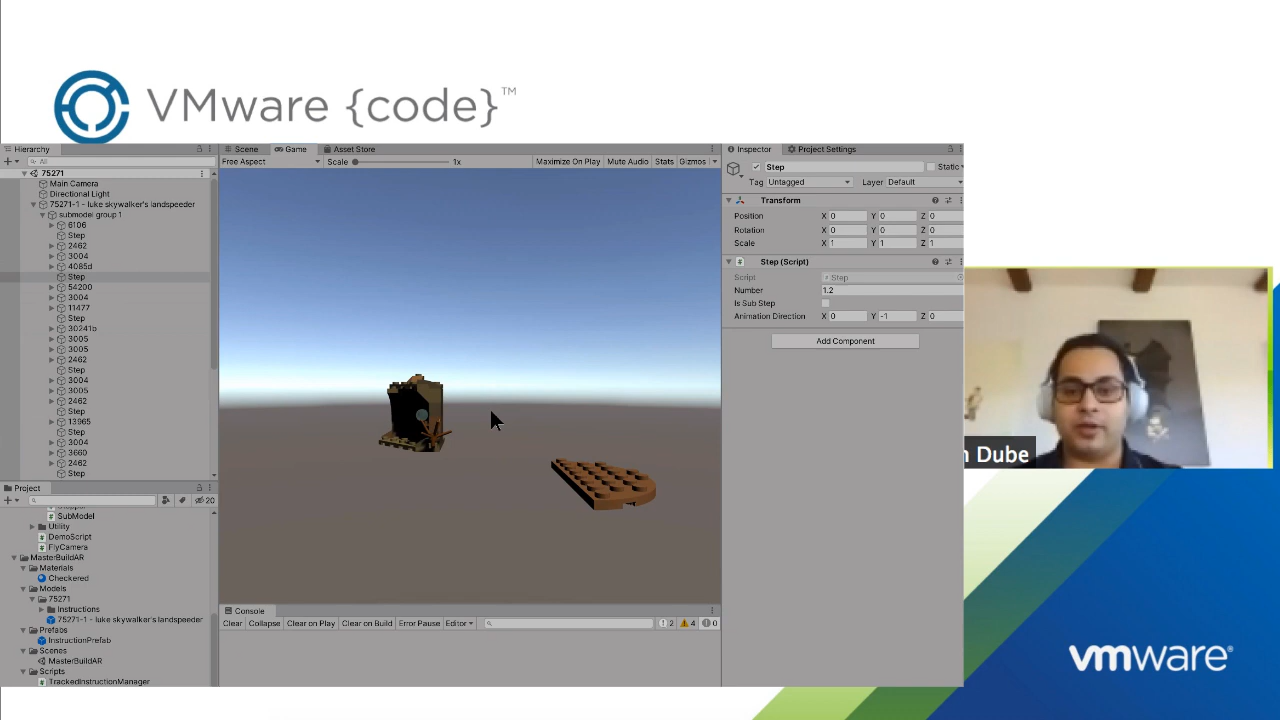 VMware {code}™
Hierarchy
All
75271
Main Camera
Directional Light
75271-1 - luke skywalker's landspeeder
submodel group 1
6106
Step
2462
3004
4085d
Step
54200
3004
11477
Step
30241b
3005
3005
2462
Step
3004
3005
2462
Step
13965
Step
3004
3660
2462
Step
Scene Game Asset Store
Free Aspect Scale 1x Maximize On Play Mute Audio Stats Gizmos
Inspector Project Settings
Step Static
Tag Untagged Layer Default
Transform
Position X 0 Y 0 Z 0
Rotation X 0 Y 0 Z 0
Scale X 1 Y 1 Z 1
Step (Script)
Script Step
Number 1.2
Is Sub Step
Animation Direction X 0 Y -1 Z 0
Add Component
Project
20
SubModel
Utility
DemoScript
FlyCamera
MasterBuildAR
Materials
Checkered
Models
75271
Instructions
75271-1 - luke skywalker's landspeeder
Prefabs
InstructionPrefab
Scenes
MasterBuildAR
Scripts
TrackedInstructionManager
Console
Clear Collapse Clear on Play Clear on Build Error Pause Editor 2 4 0
n Dube
vmware®